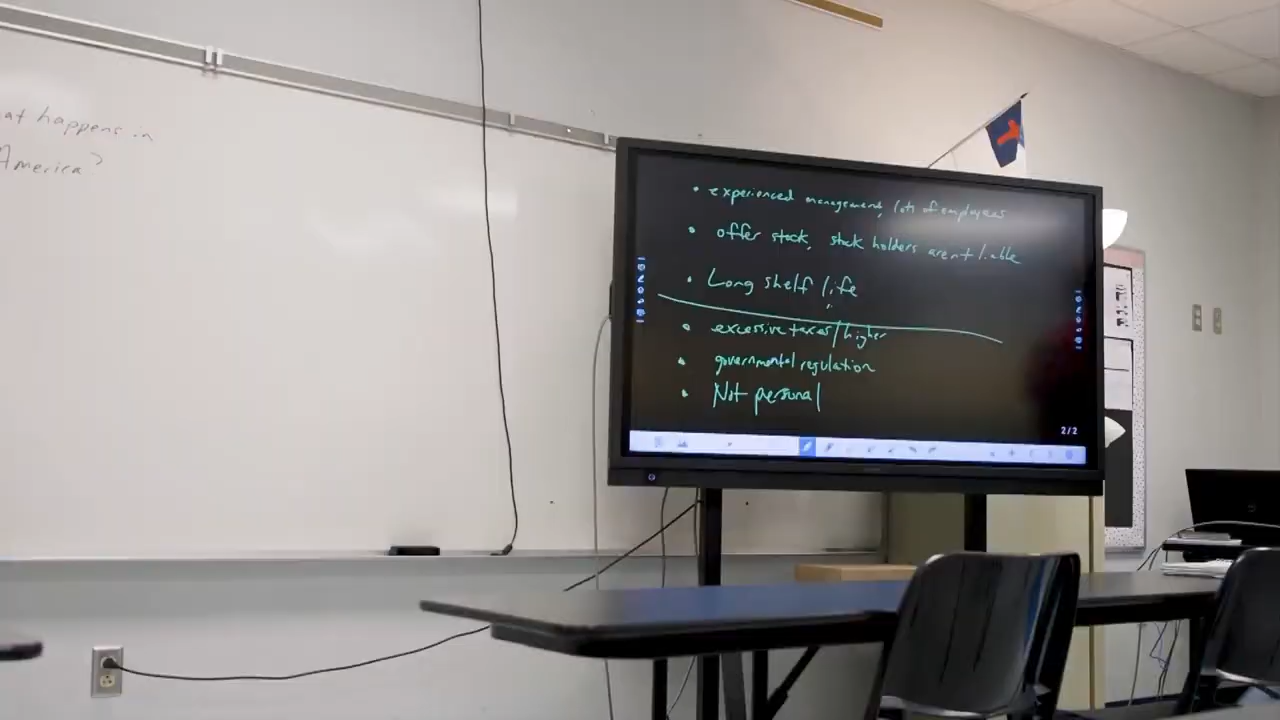 at happens in
America?
• experienced management, lots of employees
• offer stock, stock holders aren't liable
• Long shelf life
• excessive taxes/higher
• governmental regulation
• Not personal
2/2